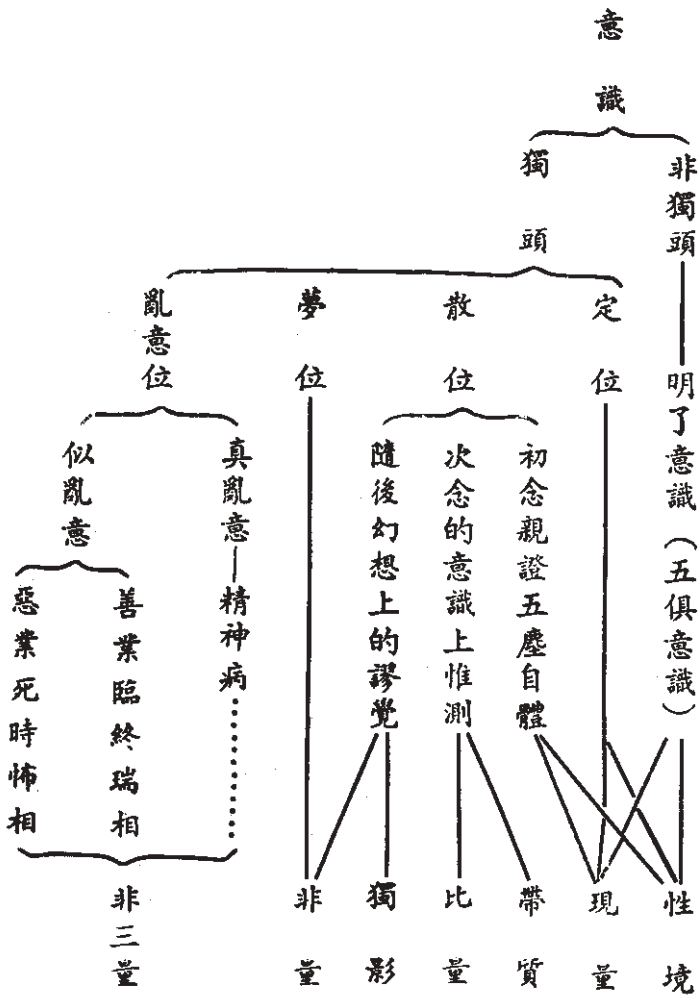 意識
非獨頭
獨頭
明了意識（五俱意識）
定位
散位
夢位
亂意位
初念親證五塵自體
次念的意識上惟測
隨後幻想上的謬覺
真亂意
精神病
似亂意
善業臨終瑞相
惡業死時怖相
性境
現量
帶质
比量
獨影
非量
非三量